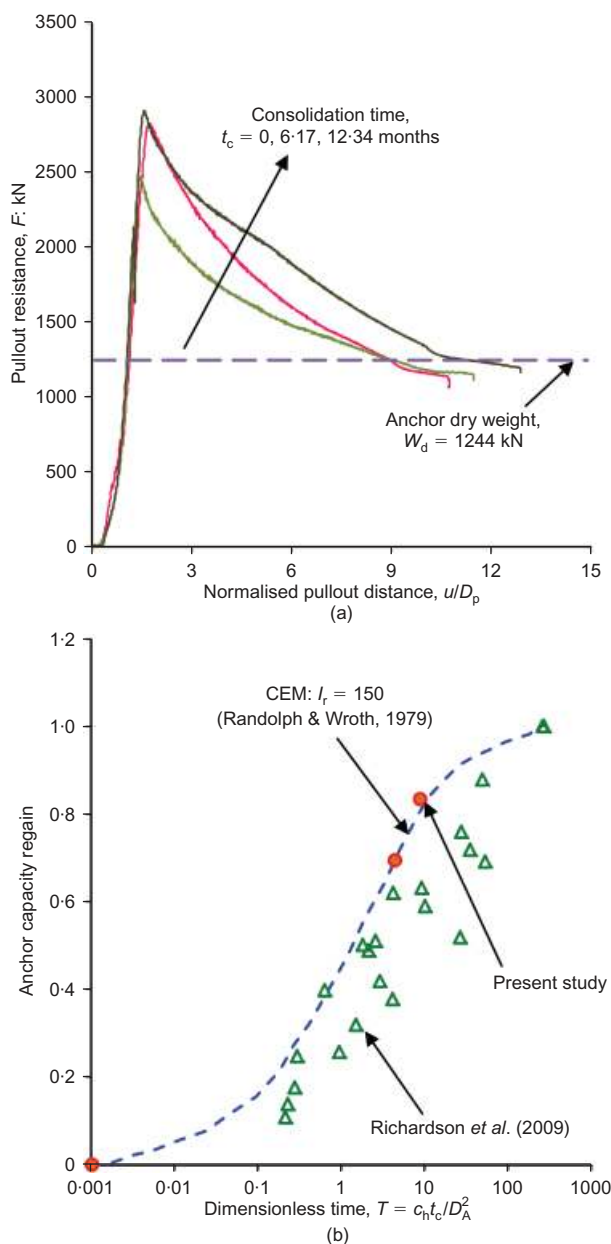 3500
3000
2500
2000
1500
1000
500
0
Pullout resistance, F: kN
Consolidation time,
t_c = 0, 6·17, 12·34 months
Anchor dry weight,
W_d = 1244 kN
0 3 6 9 12 15
Normalised pullout distance, u/D_p
(a)
1·2
1·0
0·8
0·6
0·4
0·2
0
Anchor capacity regain
CEM: I_r = 150
(Randolph & Wroth, 1979)
Present study
Richardson et al. (2009)
0·001 0·01 0·1 1 10 100 1000
Dimensionless time, T = c_h t_c/D_A^2
(b)